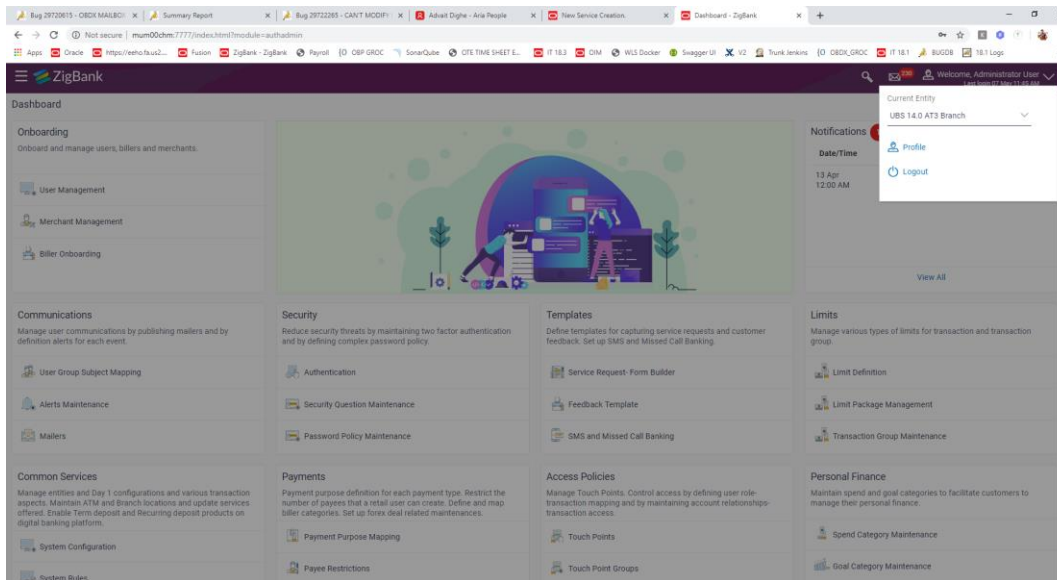 Bug 29720615 - OBDX MAILBOX
Summary Report
Bug 29722265 - CAN'T MODIFY
Advait Dighe - Aria People
New Service Creation.
Dashboard - ZigBank
Not secure | mum00chm:7777/index.html?module=authadmin
Apps
Oracle
https://eeho.fa.us2...
Fusion
ZigBank - ZigBank
Payroll
OBP GROC
SonarQube
OTE TIME SHEET E...
IT 18.3
OIM
WLS Docker
Swagger UI
V2
Trunk Jenkins
OBDX_GROC
IT 18.1
BUGDB
18.1 Logs
ZigBank
Welcome, Administrator User
Last login 07 May 11:45 AM
Dashboard
Current Entity
UBS 14.0 AT3 Branch
Profile
Logout
Onboarding
Onboard and manage users, billers and merchants.
User Management
Merchant Management
Biller Onboarding
Notifications
Date/Time
13 Apr
12:00 AM
View All
Communications
Manage user communications by publishing mailers and by
definition alerts for each event.
User Group Subject Mapping
Alerts Maintenance
Mailers
Security
Reduce security threats by maintaining two factor authentication
and by defining complex password policy.
Authentication
Security Question Maintenance
Password Policy Maintenance
Templates
Define templates for capturing service requests and customer
feedback. Set up SMS and Missed Call Banking.
Service Request- Form Builder
Feedback Template
SMS and Missed Call Banking
Limits
Manage various types of limits for transaction and transaction
group.
Limit Definition
Limit Package Management
Transaction Group Maintenance
Common Services
Manage entities and Day 1 configurations and various transaction
aspects. Maintain ATM and Branch locations and update services
offered. Enable Term deposit and Recurring deposit products on
digital banking platform.
System Configuration
System Rules
Payments
Payment purpose definition for each payment type. Restrict the
number of payees that a retail user can create. Define and map
biller categories. Set up forex deal related maintenances.
Payment Purpose Mapping
Payee Restrictions
Access Policies
Manage Touch Points. Control access by defining user role-
transaction mapping and by maintaining account relationships-
transaction access.
Touch Points
Touch Point Groups
Personal Finance
Maintain spend and goal categories to facilitate customers to
manage their personal finance.
Spend Category Maintenance
Goal Category Maintenance